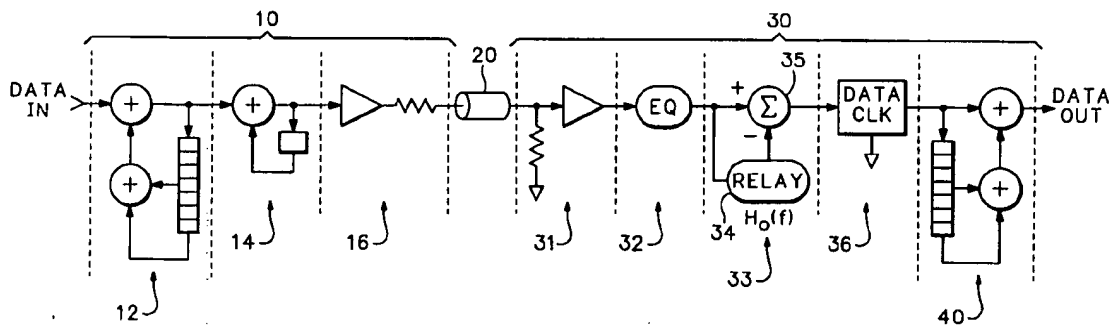 10
30
20
35
DATA
IN
+
+
+
EQ
+
Σ
−
DATA
CLK
+
+
DATA
OUT
RELAY
34
H₀(f)
33
12
14
16
31
32
36
40